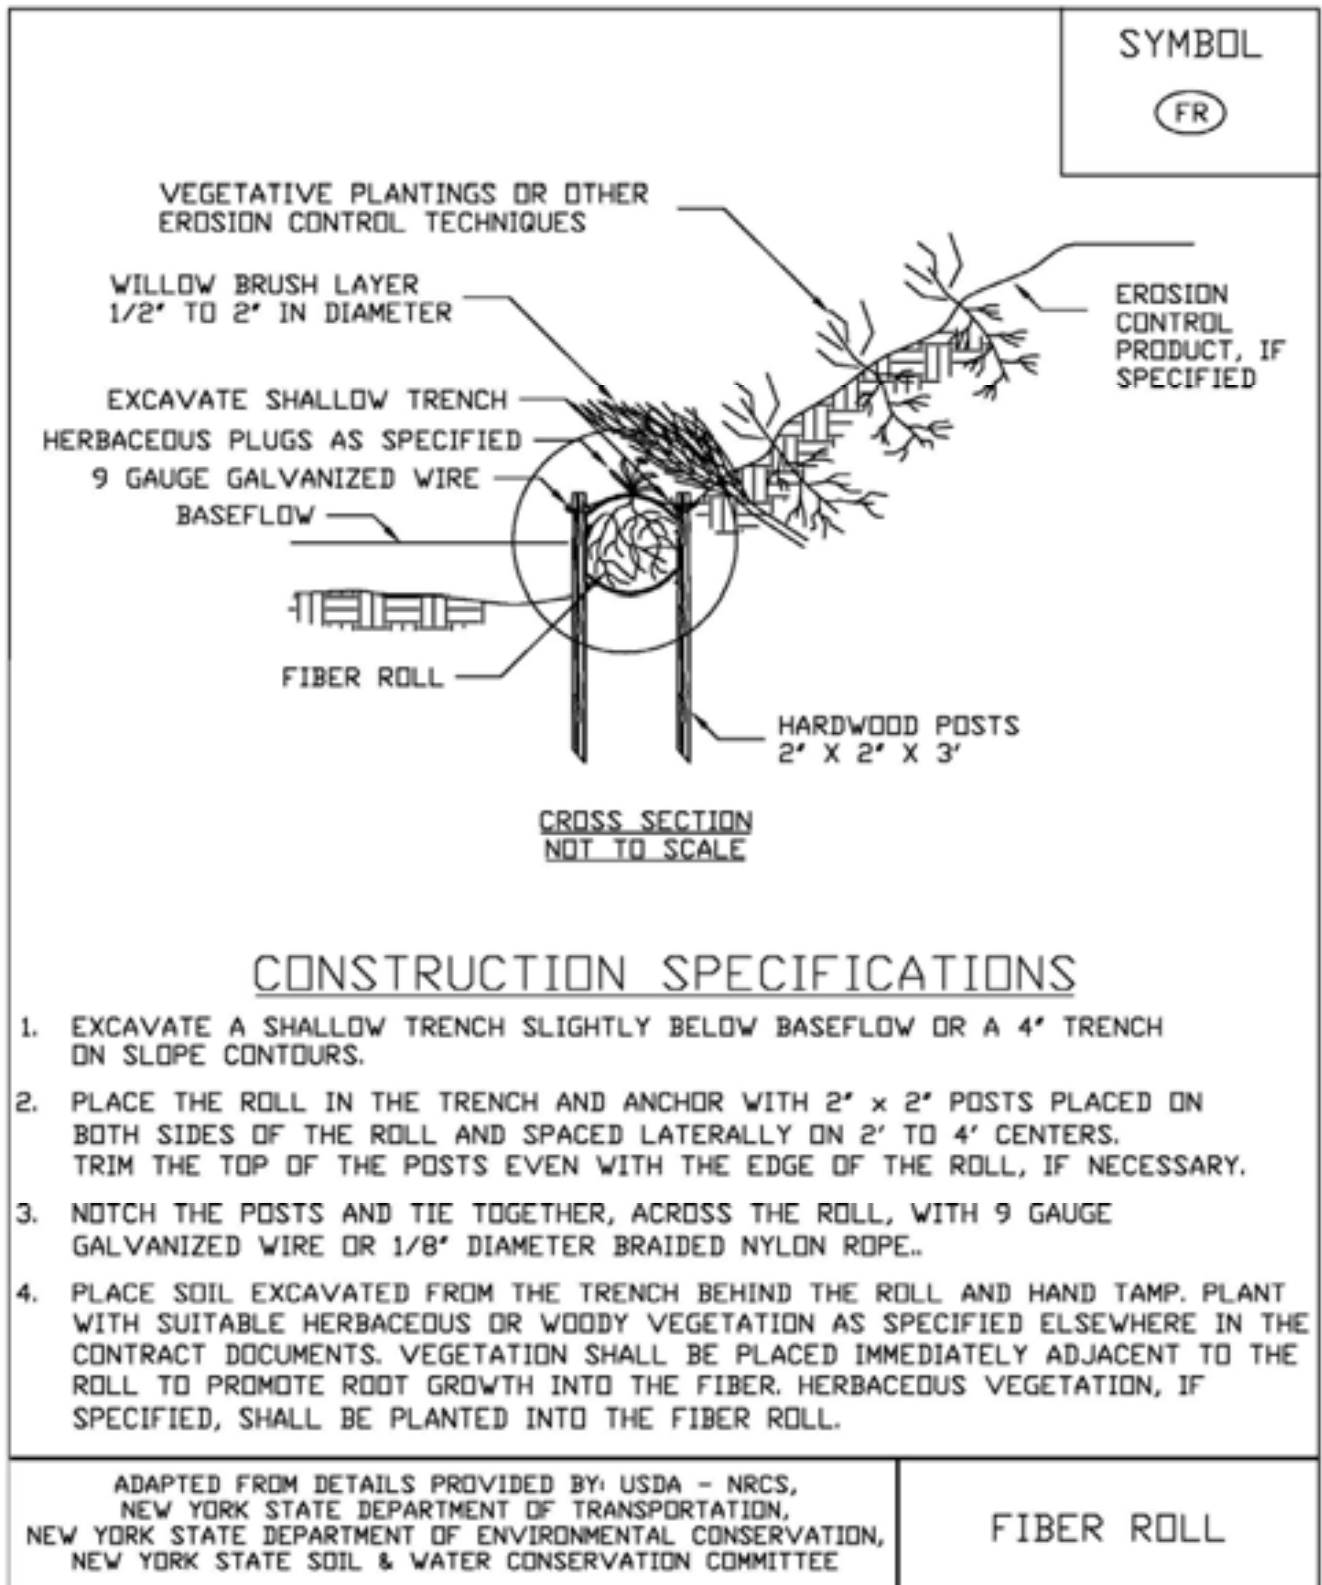 SYMBOL
FR
VEGETATIVE PLANTINGS OR OTHER
EROSION CONTROL TECHNIQUES
WILLOW BRUSH LAYER
1/2" TO 2" IN DIAMETER
EXCAVATE SHALLOW TRENCH
HERBACEOUS PLUGS AS SPECIFIED
9 GAUGE GALVANIZED WIRE
BASEFLOW
EROSION
CONTROL
PRODUCT, IF
SPECIFIED
FIBER ROLL
HARDWOOD POSTS
2" X 2" X 3'
CROSS SECTION
NOT TO SCALE
CONSTRUCTION SPECIFICATIONS
1. EXCAVATE A SHALLOW TRENCH SLIGHTLY BELOW BASEFLOW OR A 4" TRENCH
ON SLOPE CONTOURS.
2. PLACE THE ROLL IN THE TRENCH AND ANCHOR WITH 2" x 2" POSTS PLACED ON
BOTH SIDES OF THE ROLL AND SPACED LATERALLY ON 2' TO 4' CENTERS.
TRIM THE TOP OF THE POSTS EVEN WITH THE EDGE OF THE ROLL, IF NECESSARY.
3. NOTCH THE POSTS AND TIE TOGETHER, ACROSS THE ROLL, WITH 9 GAUGE
GALVANIZED WIRE OR 1/8" DIAMETER BRAIDED NYLON ROPE..
4. PLACE SOIL EXCAVATED FROM THE TRENCH BEHIND THE ROLL AND HAND TAMP. PLANT
WITH SUITABLE HERBACEOUS OR WOODY VEGETATION AS SPECIFIED ELSEWHERE IN THE
CONTRACT DOCUMENTS. VEGETATION SHALL BE PLACED IMMEDIATELY ADJACENT TO THE
ROLL TO PROMOTE ROOT GROWTH INTO THE FIBER. HERBACEOUS VEGETATION, IF
SPECIFIED, SHALL BE PLANTED INTO THE FIBER ROLL.
ADAPTED FROM DETAILS PROVIDED BY: USDA - NRCS,
NEW YORK STATE DEPARTMENT OF TRANSPORTATION,
NEW YORK STATE DEPARTMENT OF ENVIRONMENTAL CONSERVATION,
NEW YORK STATE SOIL & WATER CONSERVATION COMMITTEE
FIBER ROLL